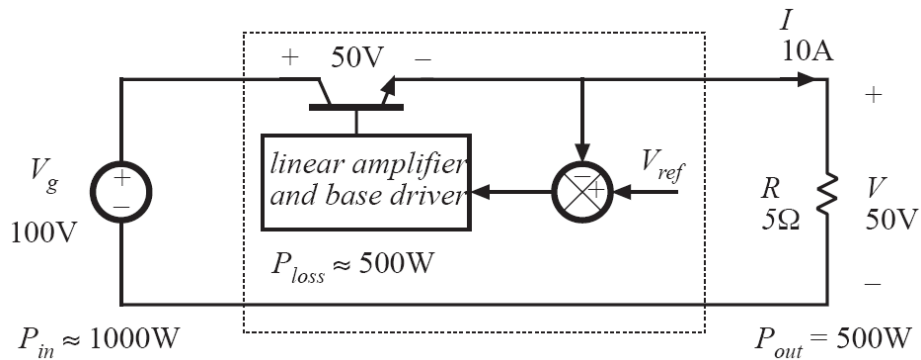 I
10A
+ 50V −
+
linear amplifier
and base driver
− +
V_ref
V_g
+
−
100V
R
5Ω
V
50V
P_loss ≈ 500W
−
P_in ≈ 1000W
P_out = 500W